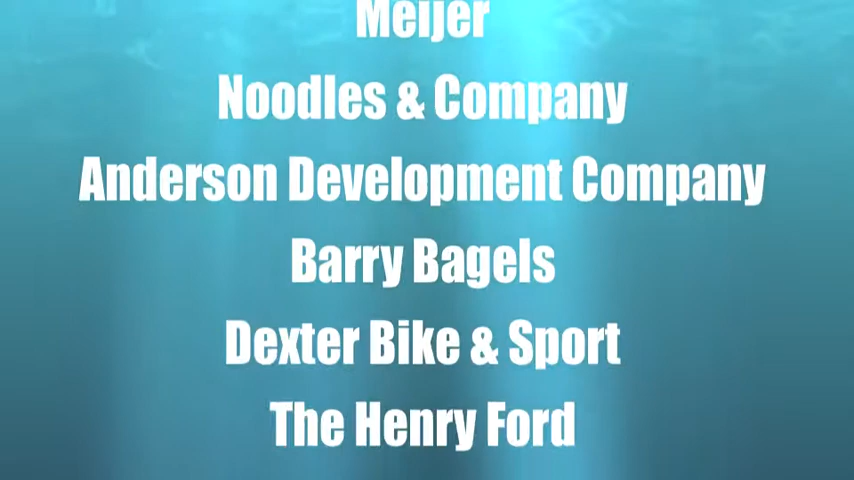 Meijer
Noodles & Company
Anderson Development Company
Barry Bagels
Dexter Bike & Sport
The Henry Ford